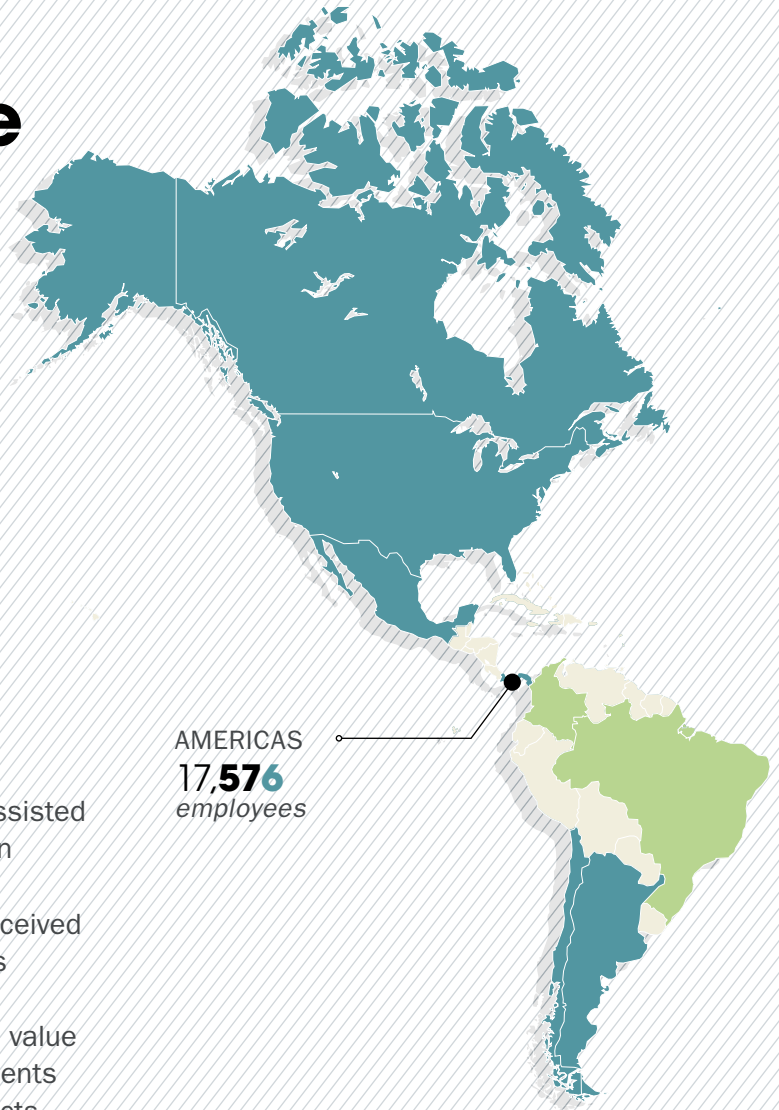 e
AMERICAS
17,576
employees
ssisted
n
ceived
s
value
ents